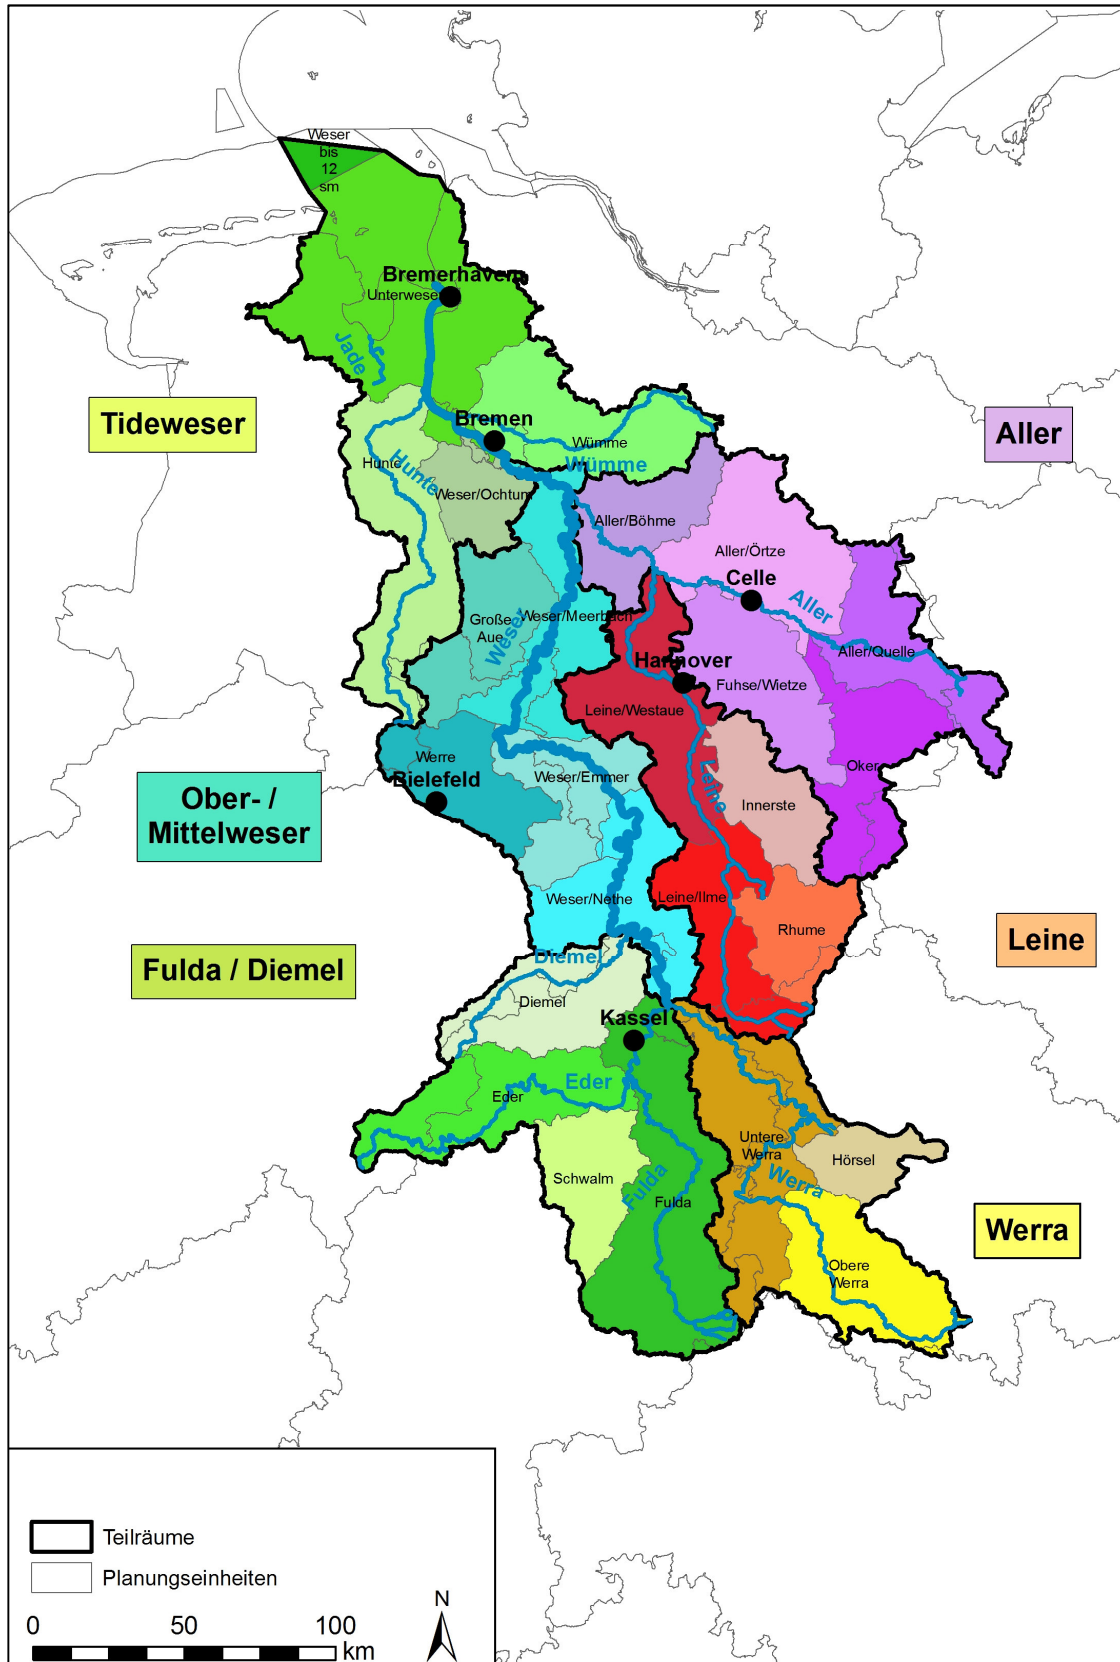 Weser
bis
12
sm
Bremerhaven
Unterweser
Jade
Tideweser
Bremen
Wümme
Wümme
Hunte
Hunte
Weser/Ochtum
Aller
Aller/Böhme
Aller/Örtze
Celle
Aller
Große
Aue
Weser/Meerbach
Weser
Aller/Quelle
Hannover
Fuhse/Wietze
Leine/Westaue
Werre
Bielefeld
Weser/Emmer
Leine
Innerste
Oker
Ober- /
Mittelweser
Weser/Nethe
Leine/Ilme
Rhume
Leine
Fulda / Diemel
Diemel
Diemel
Kassel
Eder
Eder
Untere
Werra
Hörsel
Schwalm
Fulda
Fulda
Werra
Werra
Obere
Werra
Teilräume
Planungseinheiten
N
0 50 100
km